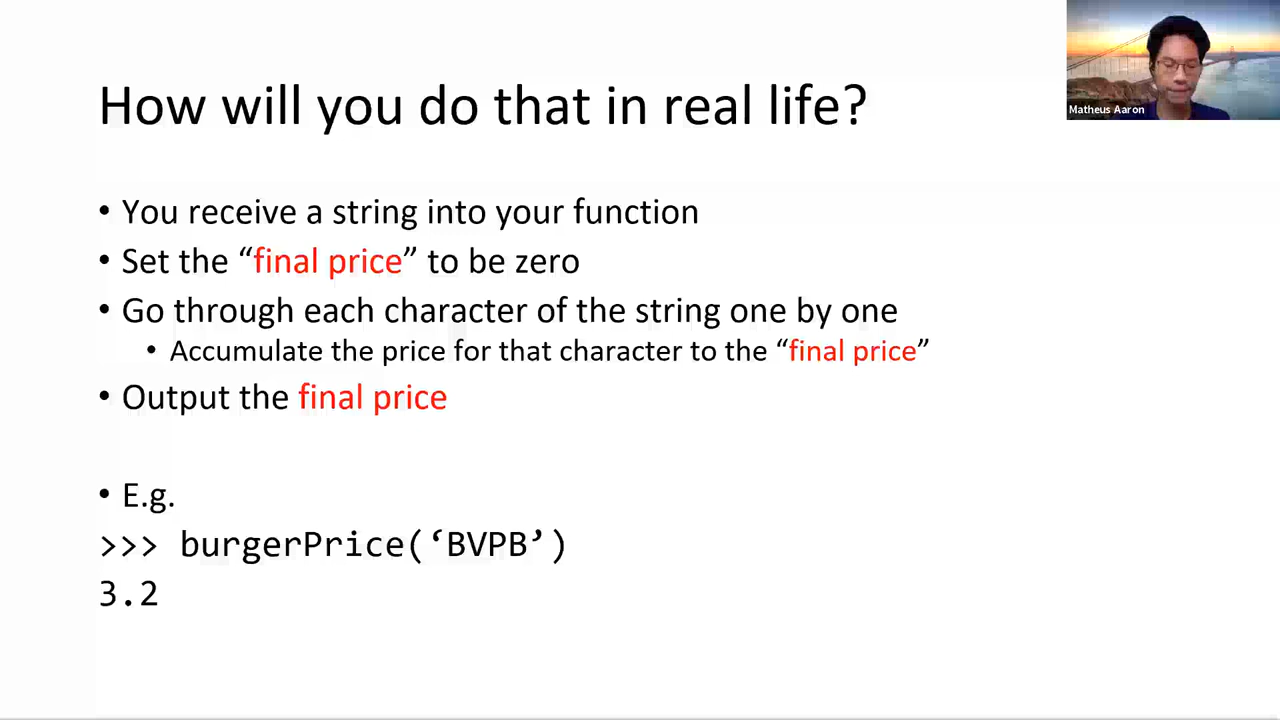 How will you do that in real life?
Matheus Aaron
• You receive a string into your function
• Set the “final price” to be zero
• Go through each character of the string one by one
• Accumulate the price for that character to the “final price”
• Output the final price
• E.g.
>>> burgerPrice(‘BVPB’)
3.2